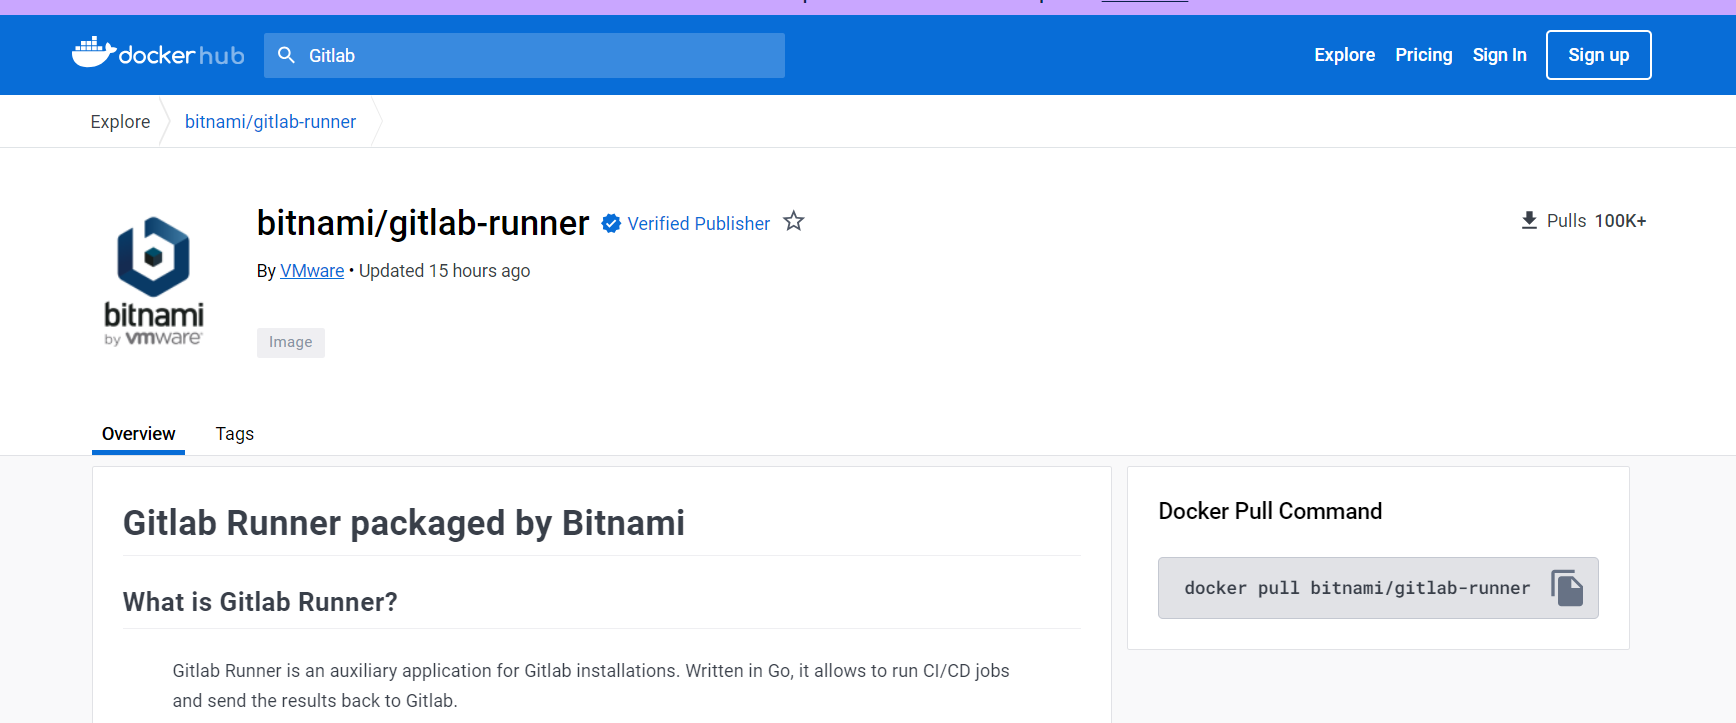 dockerhub
Gitlab
Explore Pricing Sign In Sign up
Explore bitnami/gitlab-runner
bitnami/gitlab-runner Verified Publisher
Pulls 100K+
By VMware • Updated 15 hours ago
bitnami
by vmware
Image
Overview Tags
Gitlab Runner packaged by Bitnami
What is Gitlab Runner?
Gitlab Runner is an auxiliary application for Gitlab installations. Written in Go, it allows to run CI/CD jobs
and send the results back to Gitlab.
Docker Pull Command
docker pull bitnami/gitlab-runner